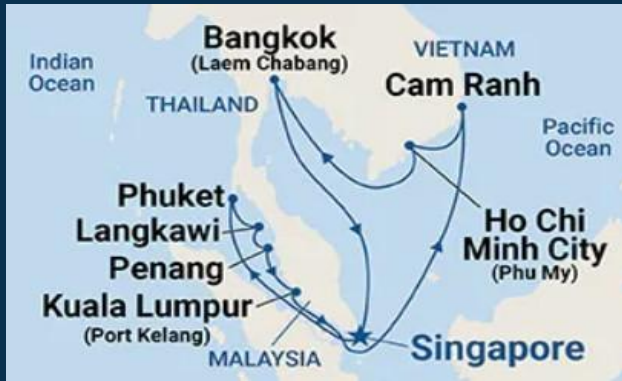 Indian
Ocean
Bangkok
(Laem Chabang)
THAILAND
VIETNAM
Cam Ranh
Pacific
Ocean
Phuket
Langkawi
Penang
Kuala Lumpur
(Port Kelang)
MALAYSIA
Ho Chi
Minh City
(Phu My)
Singapore